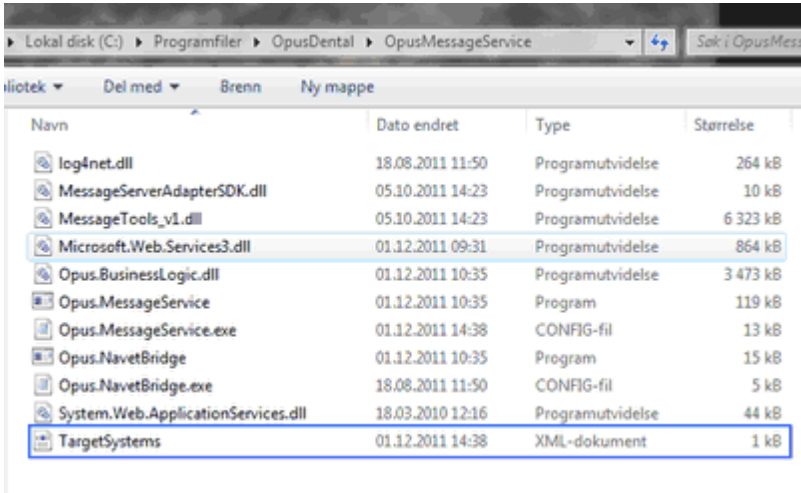 Lokal disk (C:) Programfiler OpusDental OpusMessageService Søk i OpusMess
liotek Del med Brenn Ny mappe
Navn Dato endret Type Størrelse
log4net.dll 18.08.2011 11:50 Programutvidelse 264 kB
MessageServerAdapterSDK.dll 05.10.2011 14:23 Programutvidelse 10 kB
MessageTools_v1.dll 05.10.2011 14:23 Programutvidelse 6 323 kB
Microsoft.Web.Services3.dll 01.12.2011 09:31 Programutvidelse 864 kB
Opus.BusinessLogic.dll 01.12.2011 10:35 Programutvidelse 3 473 kB
Opus.MessageService 01.12.2011 10:35 Program 119 kB
Opus.MessageService.exe 01.12.2011 14:38 CONFIG-fil 13 kB
Opus.NavetBridge 01.12.2011 10:35 Program 15 kB
Opus.NavetBridge.exe 18.08.2011 11:50 CONFIG-fil 5 kB
System.Web.ApplicationServices.dll 18.03.2010 12:16 Programutvidelse 44 kB
TargetSystems 01.12.2011 14:38 XML-dokument 1 kB